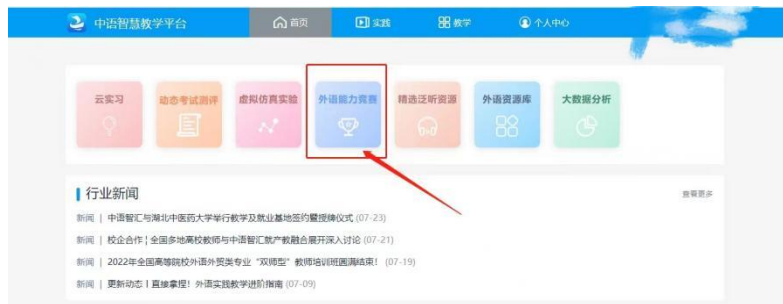 中语智慧教学平台 首页 实践 教学 个人中心
云实习 动态考试测评 虚拟仿真实验 外语能力竞赛 精选泛听资源 外语资源库 大数据分析
行业新闻 查看更多
新闻 | 中语智汇与湖北中医药大学举行教学及就业基地签约暨授牌仪式 (07-23)
新闻 | 校企合作 ¦ 全国多地高校教师与中语智汇就产教融合展开深入讨论 (07-21)
新闻 | 2022年全国高等院校外语外贸类专业“双师型”教师培训班圆满结束！ (07-19)
新闻 | 更新动态丨直接拿捏！外语实践教学进阶指南 (07-09)